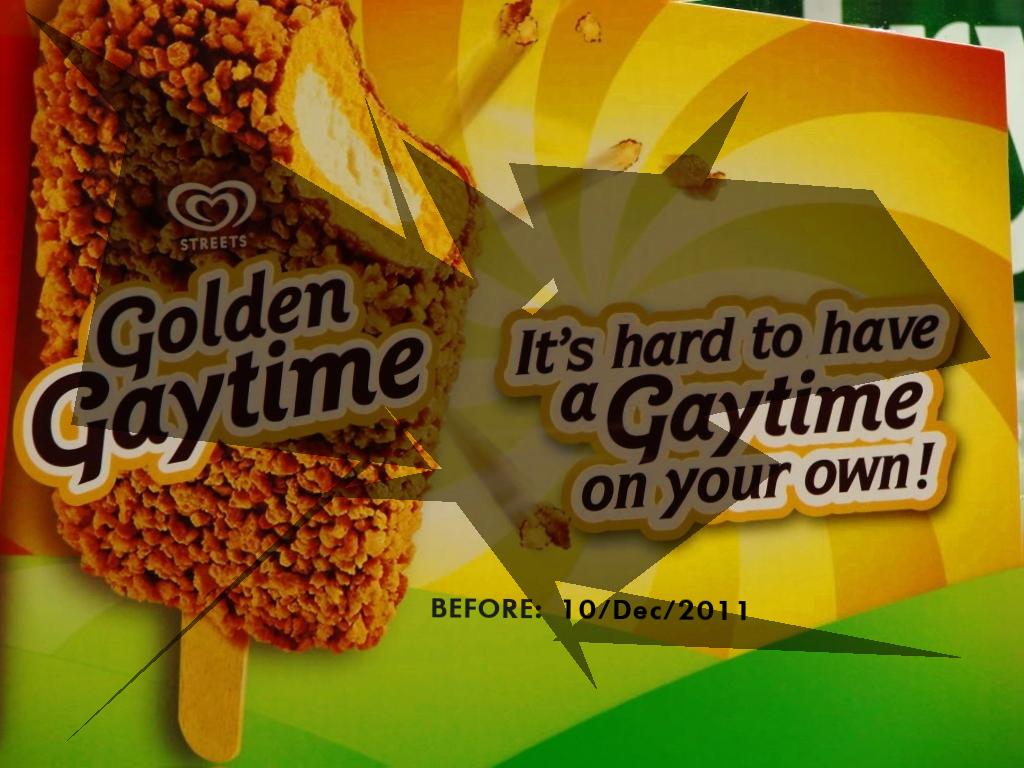 STREETS
Golden
Gaytime
It's hard to have
a Gaytime
on your own!
BEFORE: 10/Dec/2011